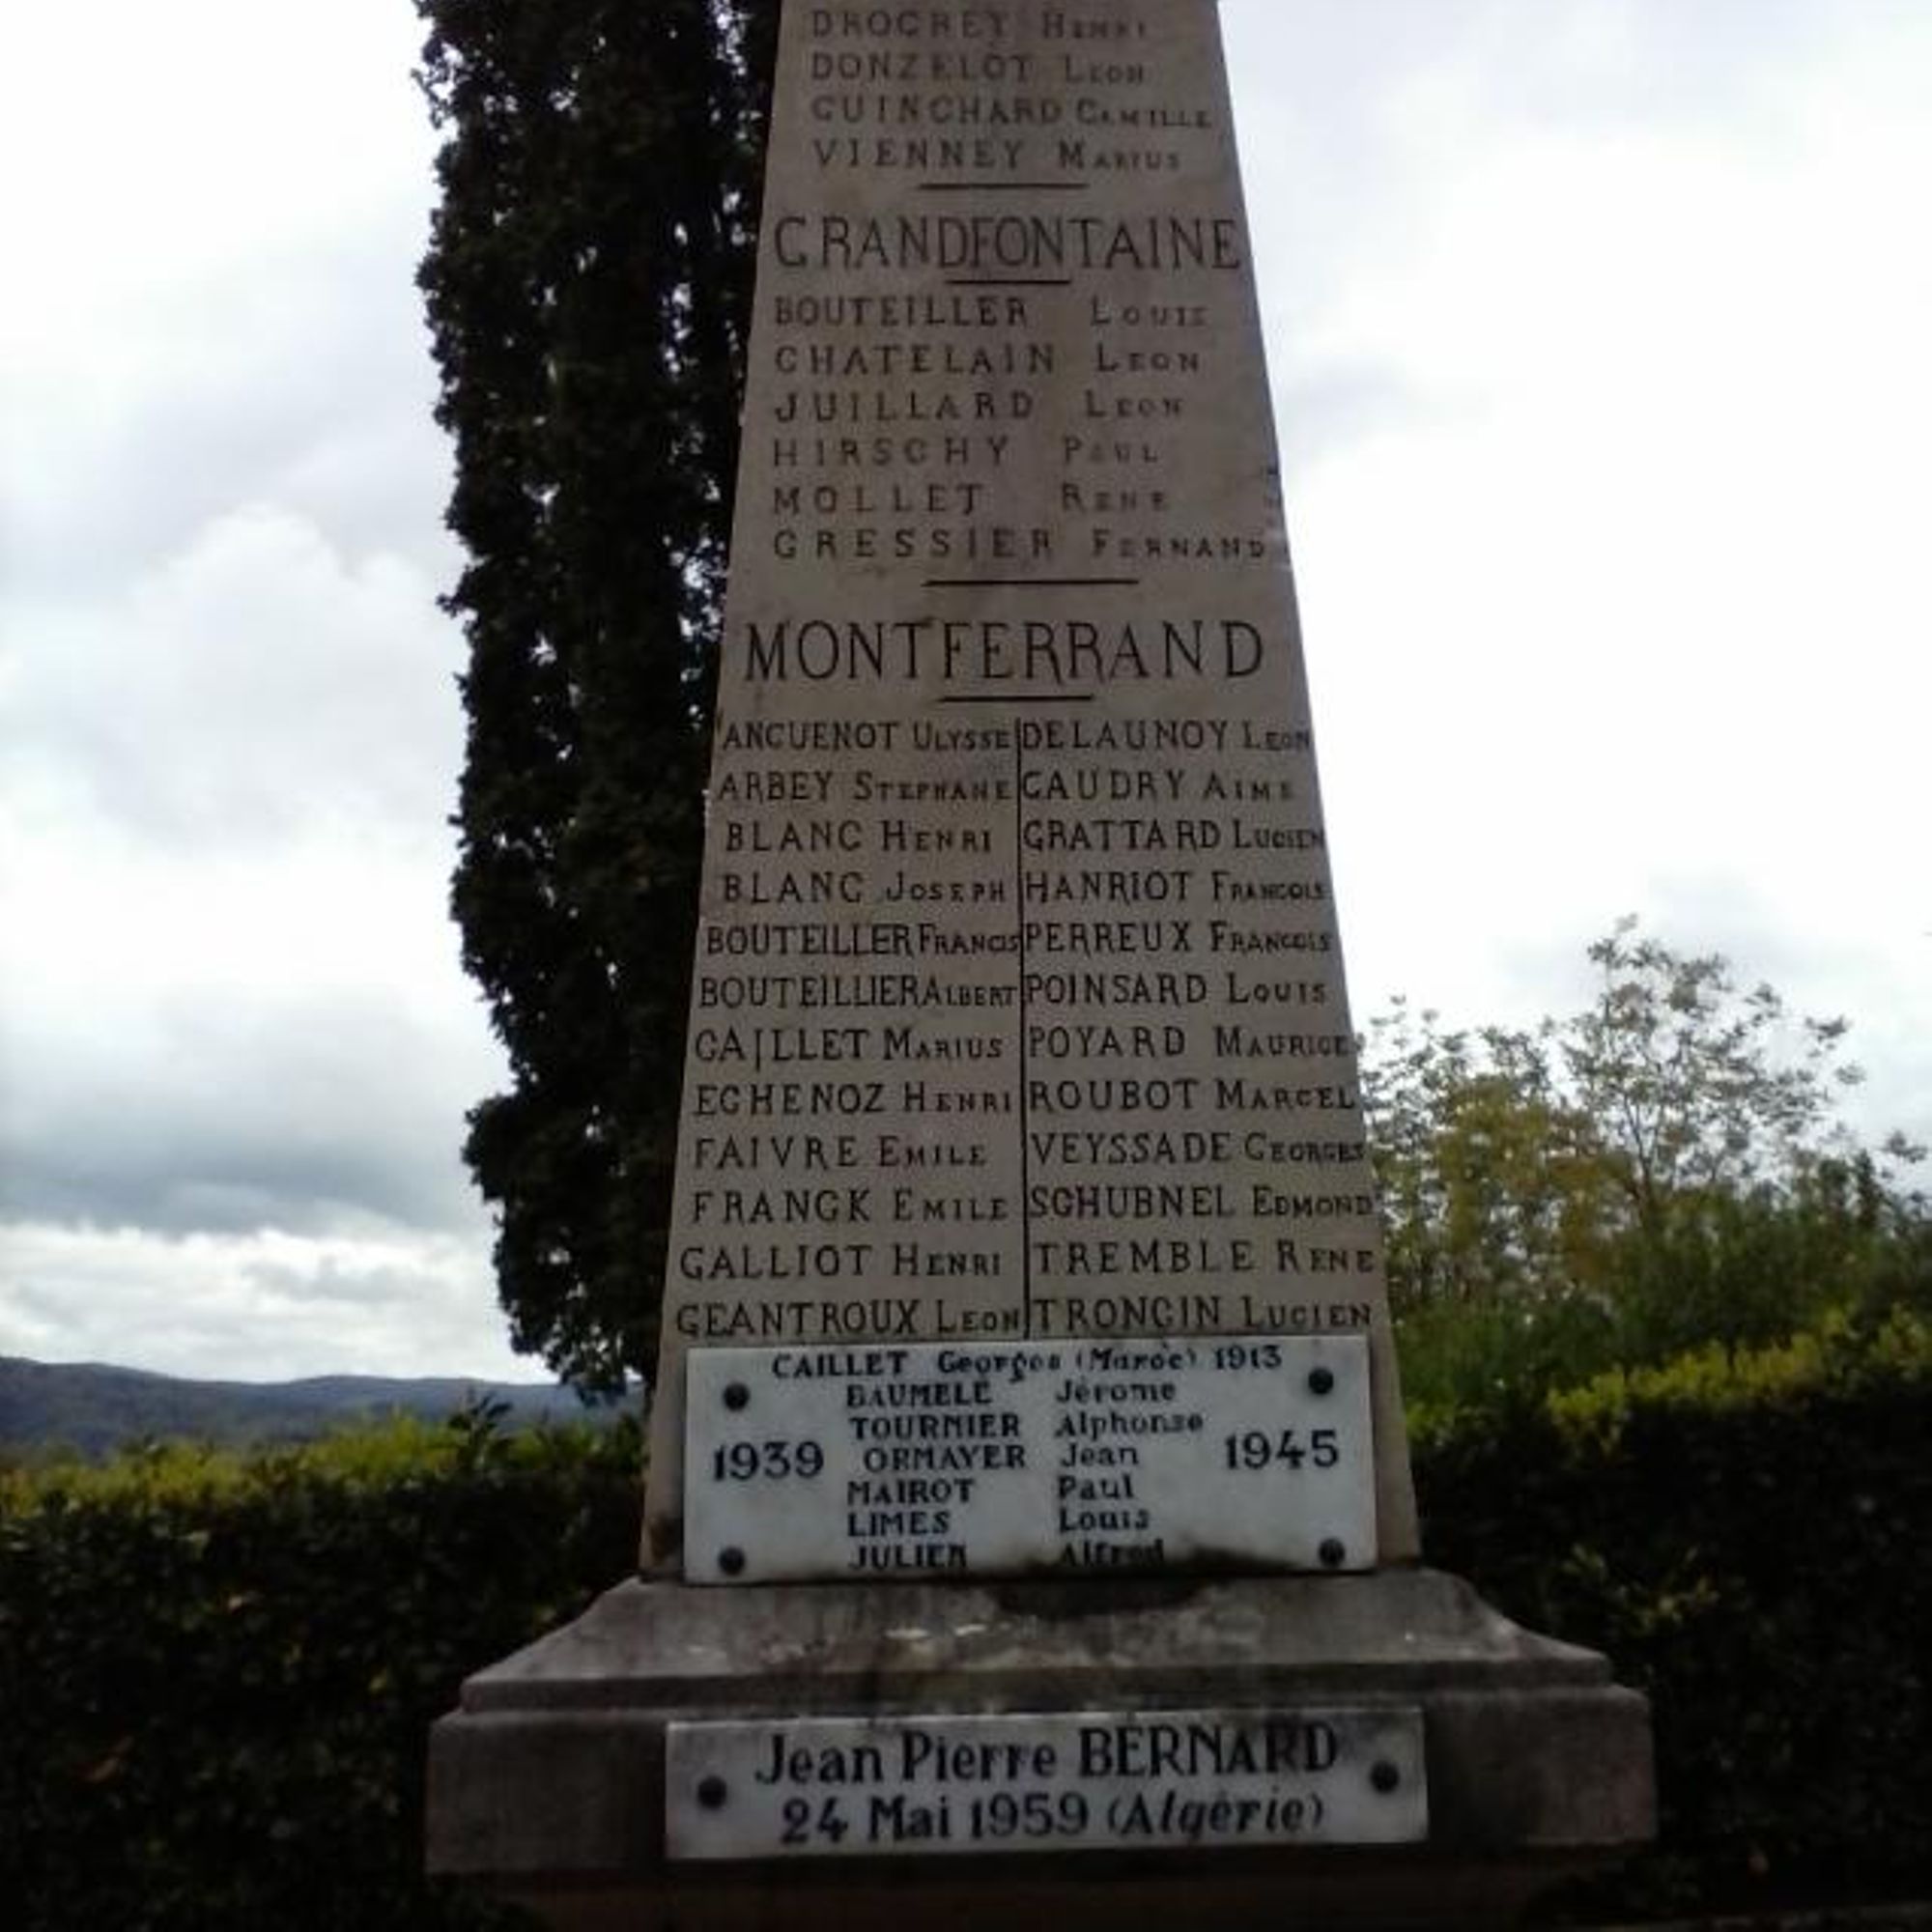 DROGREY HENRI
DONZELOT LEON
GUINCHARD CAMILLE
VIENNEY MARIUS
GRANDFONTAINE
BOUTEILLER LOUIS
CHATELAIN LEON
JUILLARD LEON
HIRSCHY PAUL
MOLLET RENE
GRESSIER FERNAND
MONTFERRAND
ANGUENOT ULYSSE
ARBEY STEPHANE
BLANC HENRI
BLANC JOSEPH
BOUTEILLER FRANCIS
BOUTEILLIER ALBERT
CAILLET MARIUS
ECHENOZ HENRI
FAIVRE EMILE
FRANCK EMILE
GALLIOT HENRI
GEANTROUX LEON
DELAUNOY LEON
GAUDRY AIME
GRATTARD LUCIEN
HANRIOT FRANCOIS
PERREUX FRANCOIS
POINSARD LOUIS
POYARD MAURICE
ROUBOT MARCEL
VEYSSADE GEORGES
SCHUBNEL EDMOND
TREMBLE RENE
TRONCIN LUCIEN
CAILLET Georges (Maroc) 1913
1939
BAUMELE Jérome
TOURNIER Alphonse
ORMAYER Jean
MAIROT Paul
LIMES Louis
JULIEN Alfred
1945
Jean Pierre BERNARD
24 Mai 1959 (Algérie)